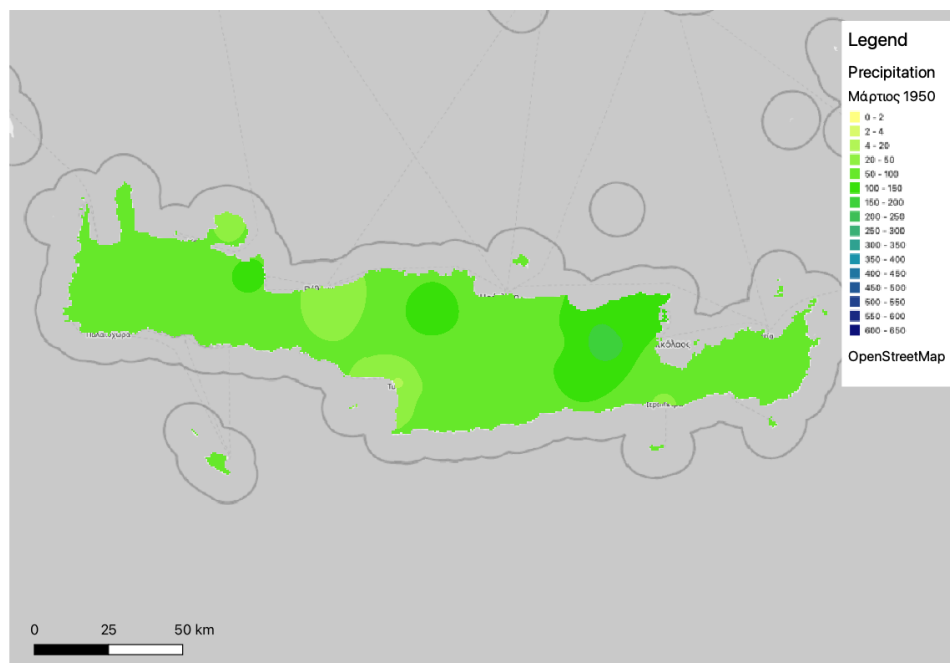 Legend
Precipitation
Μάρτιος 1950
0 - 2
2 - 4
4 - 20
20 - 50
50 - 100
100 - 150
150 - 200
200 - 250
250 - 300
300 - 350
350 - 400
400 - 450
450 - 500
500 - 550
550 - 600
600 - 650
OpenStreetMap
0 25 50 km